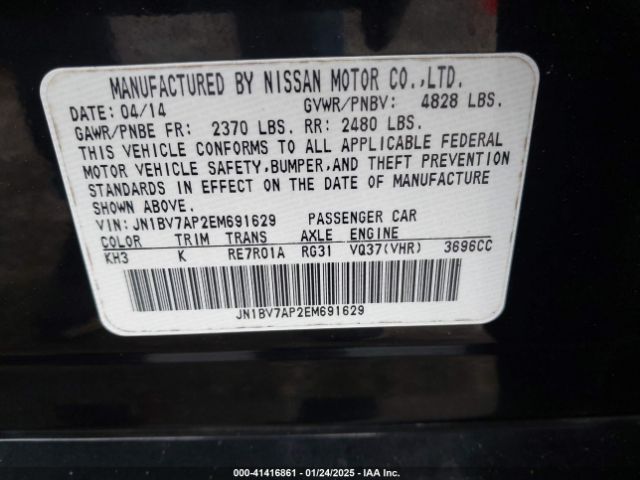 MANUFACTURED BY NISSAN MOTOR CO.,LTD.
DATE: 04/14 GVWR/PNBV: 4828 LBS.
GAWR/PNBE FR: 2370 LBS. RR: 2480 LBS.
THIS VEHICLE CONFORMS TO ALL APPLICABLE FEDERAL
MOTOR VEHICLE SAFETY,BUMPER,AND THEFT PREVENTION
STANDARDS IN EFFECT ON THE DATE OF MANUFACTURE
SHOWN ABOVE.
VIN: JN1BV7AP2EM691629 PASSENGER CAR
COLOR TRIM TRANS AXLE ENGINE
KH3 K RE7R01A RG31 VQ37(VHR) 3696CC
JN1BV7AP2EM691629
00-41416861 - 01/24/2025 - IAA Inc.